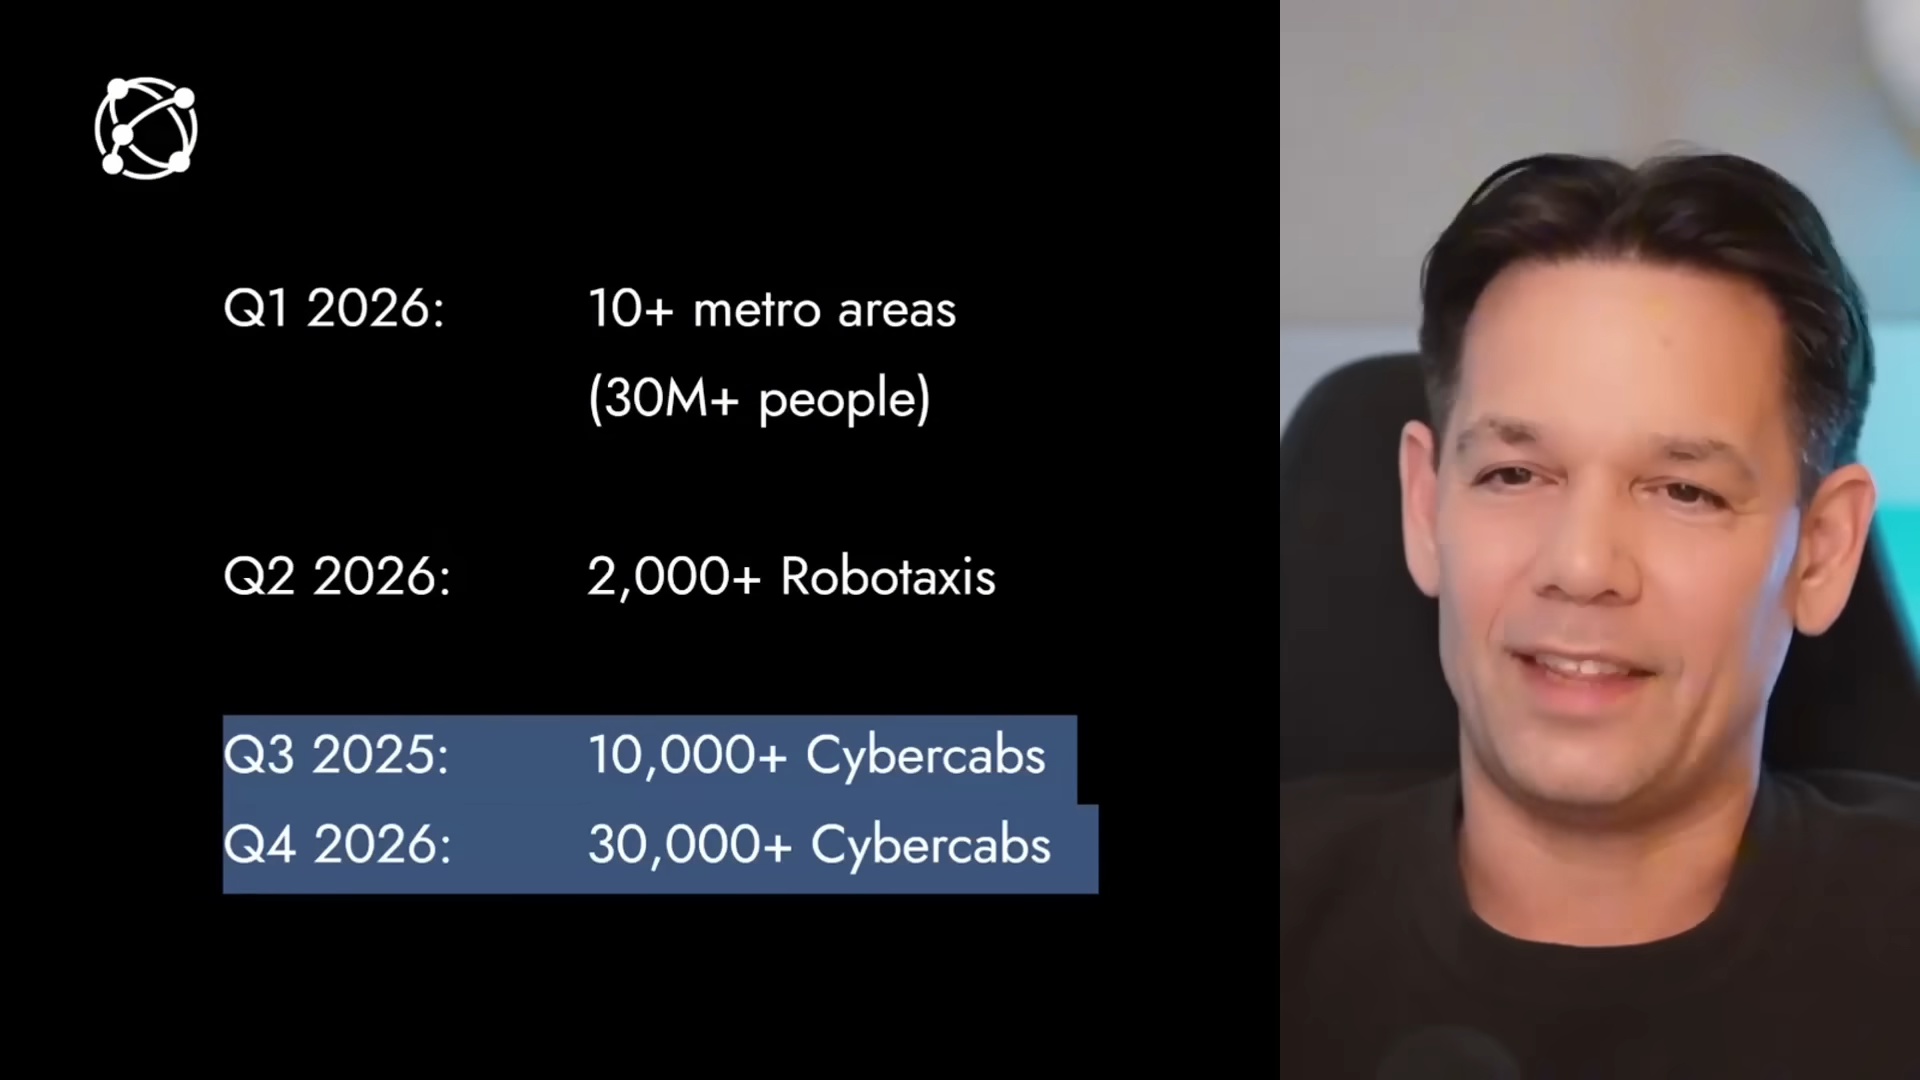 Q1 2026: 10+ metro areas
(30M+ people)
Q2 2026: 2,000+ Robotaxis
Q3 2025: 10,000+ Cybercabs
Q4 2026: 30,000+ Cybercabs